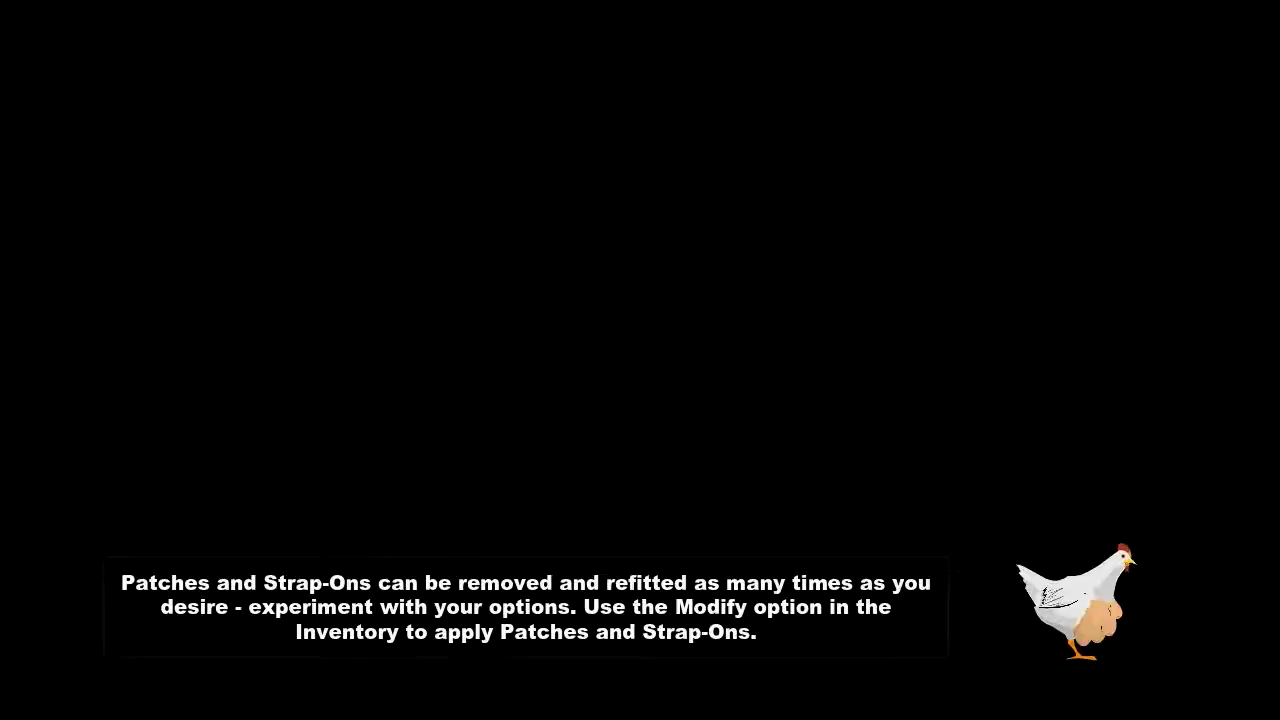 Patches and Strap-Ons can be removed and refitted as many times as you
desire - experiment with your options. Use the Modify option in the
Inventory to apply Patches and Strap-Ons.